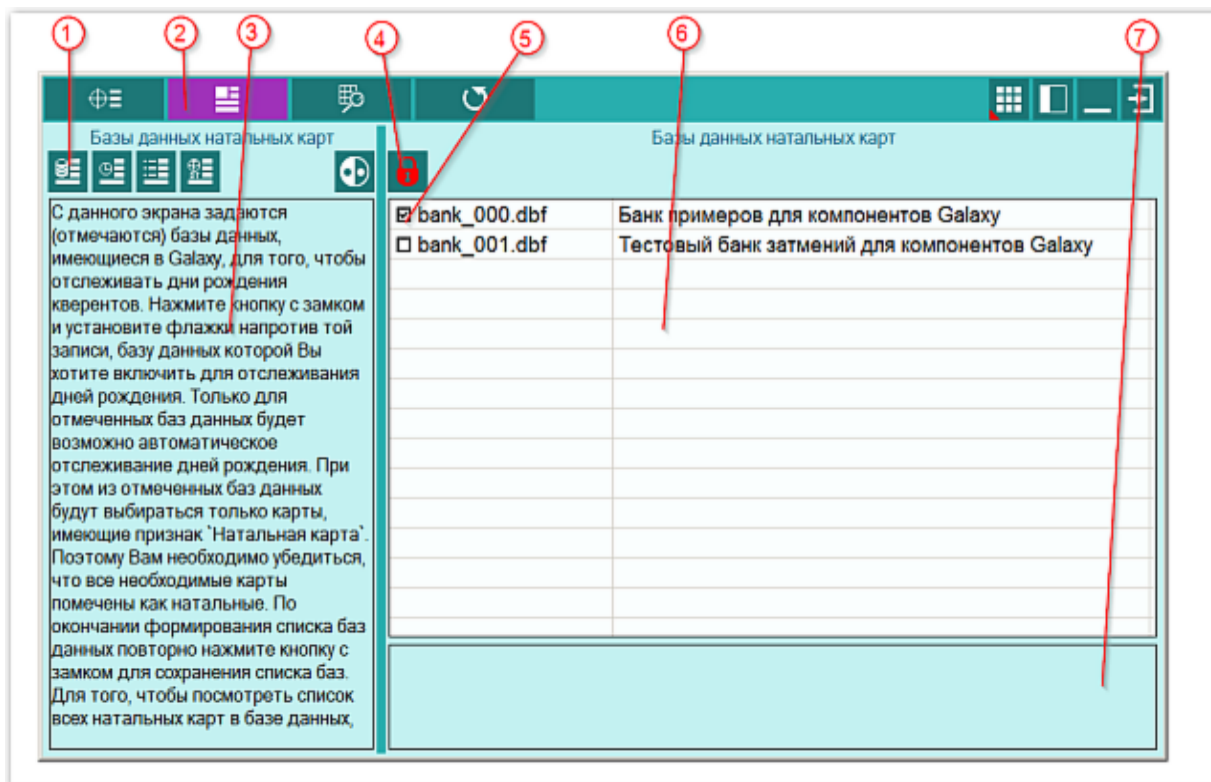 1 2 3 4 5 6 7
Базы данных натальных карт
С данного экрана задаются
(отмечаются) базы данных,
имеющиеся в Galaxy, для того, чтобы
отслеживать дни рождения
кверентов. Нажмите кнопку с замком
и установите флажки напротив той
записи, базу данных которой Вы
хотите включить для отслеживания
дней рождения. Только для
отмеченных баз данных будет
возможно автоматическое
отслеживание дней рождения. При
этом из отмеченных баз данных
будут выбираться только карты,
имеющие признак `Натальная карта`.
Поэтому Вам необходимо убедиться,
что все необходимые карты
помечены как натальные. По
окончании формирования списка баз
данных повторно нажмите кнопку с
замком для сохранения списка баз.
Для того, чтобы посмотреть список
всех натальных карт в базе данных,
Базы данных натальных карт
bank_000.dbf Банк примеров для компонентов Galaxy
bank_001.dbf Тестовый банк затмений для компонентов Galaxy